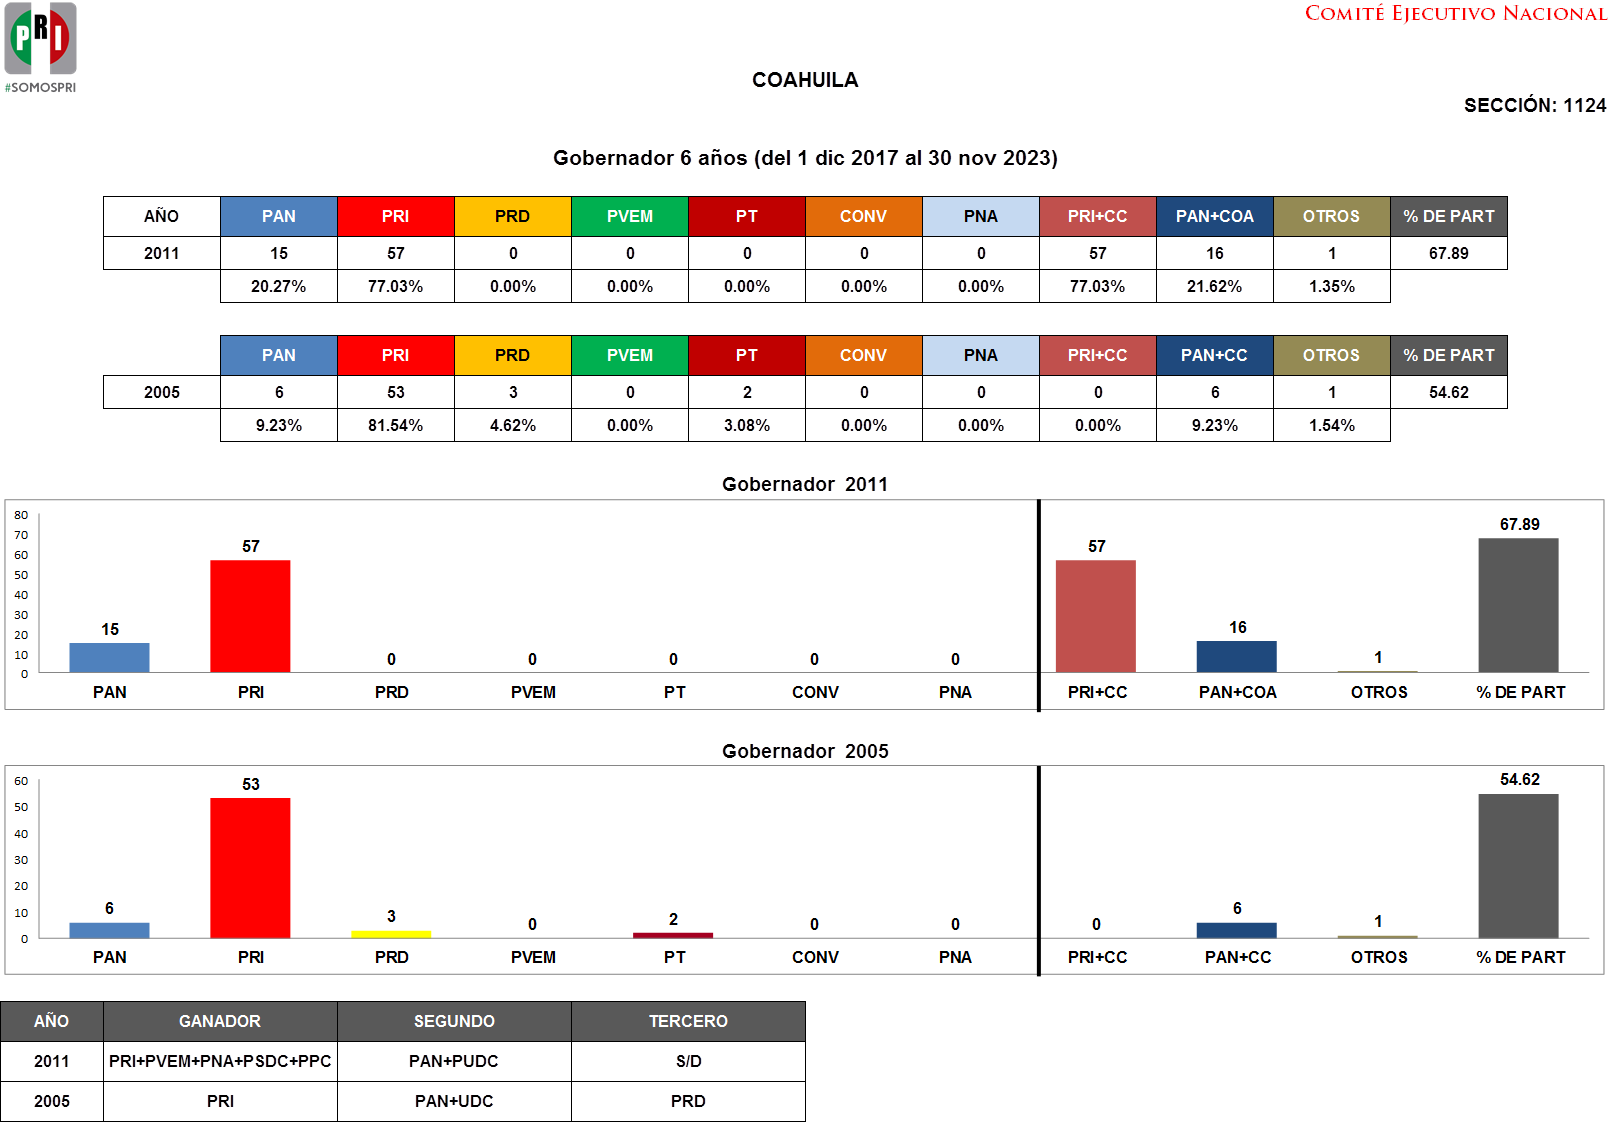 PRI
#SOMOSPRI
COMITÉ EJECUTIVO NACIONAL
COAHUILA
SECCIÓN: 1124
Gobernador 6 años (del 1 dic 2017 al 30 nov 2023)
AÑO PAN PRI PRD PVEM PT CONV PNA PRI+CC PAN+COA OTROS % DE PART
2011 15 57 0 0 0 0 0 57 16 1 67.89
20.27% 77.03% 0.00% 0.00% 0.00% 0.00% 0.00% 77.03% 21.62% 1.35%
PAN PRI PRD PVEM PT CONV PNA PRI+CC PAN+CC OTROS % DE PART
2005 6 53 3 0 2 0 0 0 6 1 54.62
9.23% 81.54% 4.62% 0.00% 3.08% 0.00% 0.00% 0.00% 9.23% 1.54%
Gobernador 2011
80
70
60
50
40
30
20
10
0
15 57 0 0 0 0 0 57 16 1 67.89
PAN PRI PRD PVEM PT CONV PNA PRI+CC PAN+COA OTROS % DE PART
Gobernador 2005
60
50
40
30
20
10
0
6 53 3 0 2 0 0 0 6 1 54.62
PAN PRI PRD PVEM PT CONV PNA PRI+CC PAN+CC OTROS % DE PART
AÑO GANADOR SEGUNDO TERCERO
2011 PRI+PVEM+PNA+PSDC+PPC PAN+PUDC S/D
2005 PRI PAN+UDC PRD